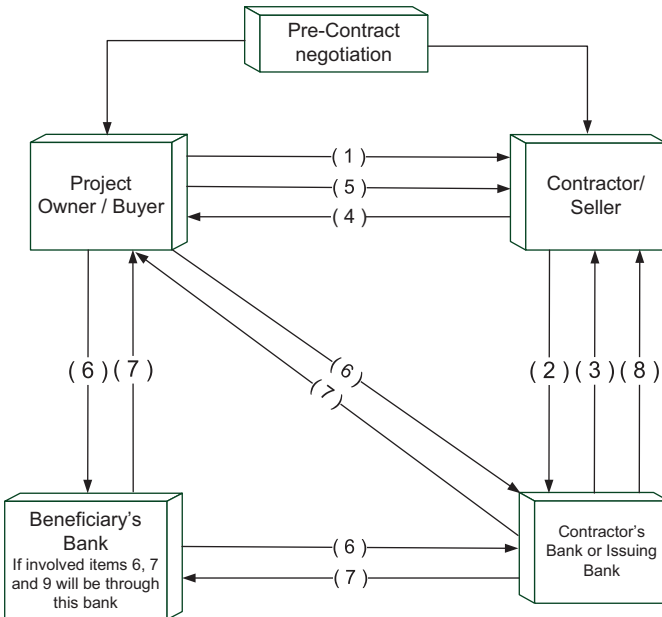 Pre-Contract
negotiation
( 1 )
Project
Owner / Buyer
( 5 )
Contractor/
Seller
( 4 )
( 6 )
( 7 )
( 6 )
( 7 )
( 2 )
( 3 )
( 8 )
Beneficiary's
Bank
If involved items 6, 7
and 9 will be through
this bank
( 6 )
( 7 )
Contractor's
Bank or Issuing
Bank